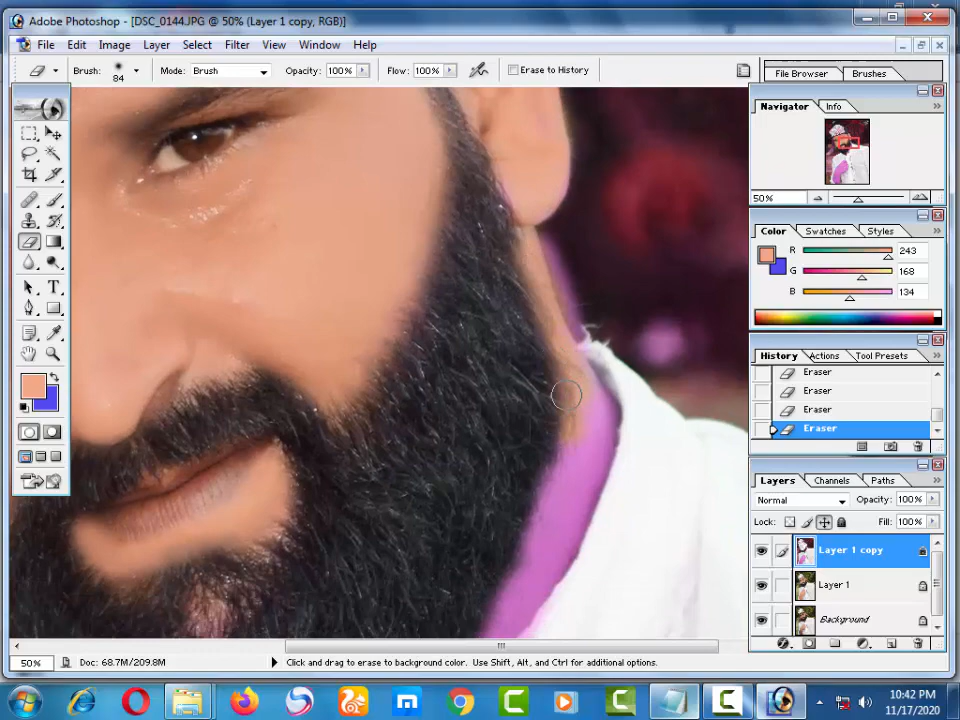 Adobe Photoshop - [DSC_0144.JPG @ 50% (Layer 1 copy, RGB)]
File Edit Image Layer Select Filter View Window Help
Brush: 84 Mode: Brush Opacity: 100% Flow: 100% Erase to History File Browser Brushes
Navigator Info
50%
Color Swatches Styles
R 243
G 168
B 134
History Actions Tool Presets
Eraser
Eraser
Eraser
Eraser
Layers Channels Paths
Normal Opacity: 100%
Lock: Fill: 100%
Layer 1 copy
Layer 1
Background
50% Doc: 68.7M/209.8M Click and drag to erase to background color. Use Shift, Alt, and Ctrl for additional options.
10:42 PM
11/17/2020